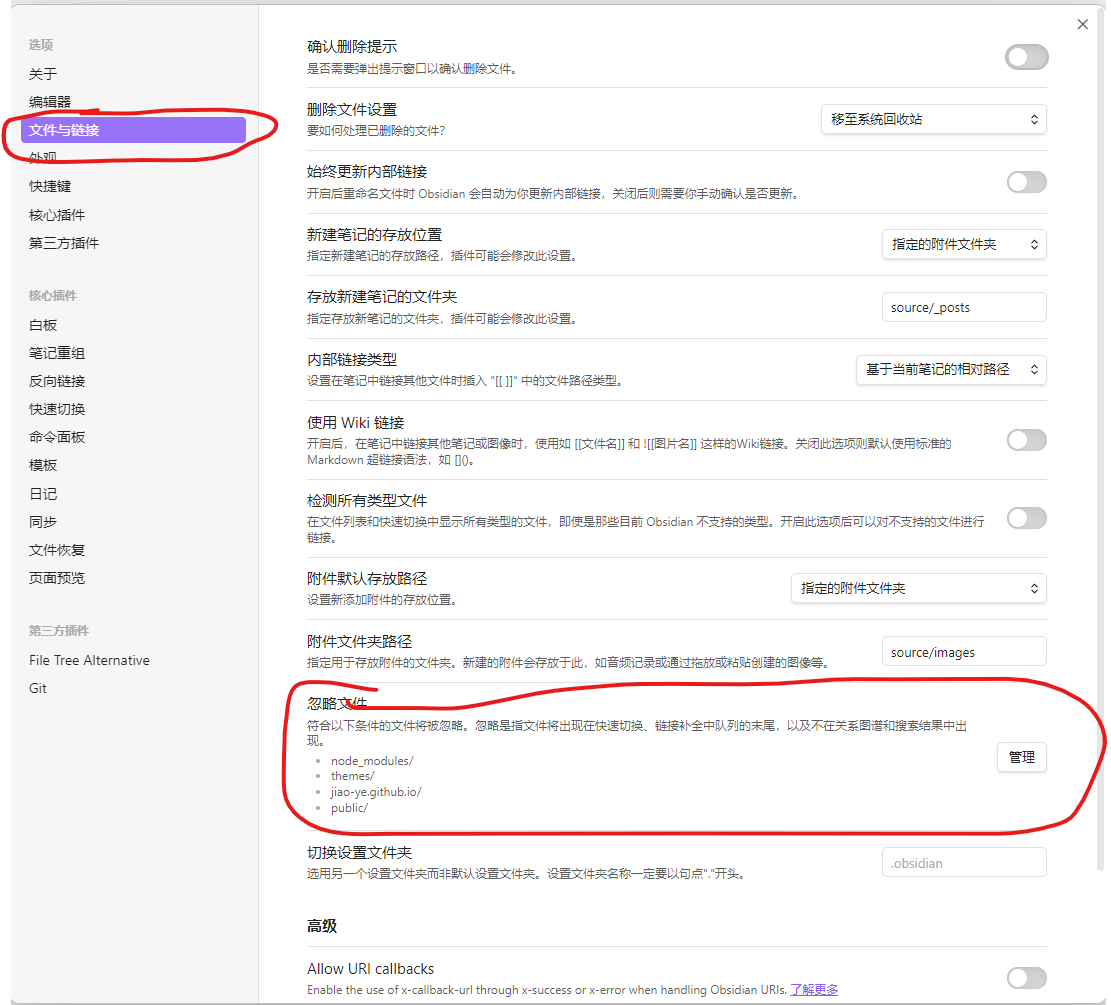 选项
关于
编辑器
文件与链接
外观
快捷键
核心插件
第三方插件
核心插件
白板
笔记重组
反向链接
快速切换
命令面板
模板
日记
同步
文件恢复
页面预览
第三方插件
File Tree Alternative
Git
确认删除提示
是否需要弹出提示窗口以确认删除文件。
删除文件设置
要如何处理已删除的文件?
移至系统回收站
始终更新内部链接
开启后重命名文件时 Obsidian 会自动为你更新内部链接，关闭后则需要你手动确认是否更新。
新建笔记的存放位置
指定新建笔记的存放路径，插件可能会修改此设置。
指定的附件文件夹
存放新建笔记的文件夹
指定存放新笔记的文件夹，插件可能会修改此设置。
source/_posts
内部链接类型
设置在笔记中链接其他文件时插入 "[[ ]]" 中的文件路径类型。
基于当前笔记的相对路径
使用 Wiki 链接
开启后，在笔记中链接其他笔记或图像时，使用如 [[文件名]] 和 ![[图片名]] 这样的Wiki链接。关闭此选项则默认使用标准的
Markdown 超链接语法，如 []()。
检测所有类型文件
在文件列表和快速切换中显示所有类型的文件，即使是那些目前 Obsidian 不支持的类型。开启此选项后可以对不支持的文件进行
链接。
附件默认存放路径
设置新添加附件的存放位置。
指定的附件文件夹
附件文件夹路径
指定用于存放附件的文件夹。新建的附件会存放于此，如音频记录或通过拖放或粘贴创建的图像等。
source/images
忽略文件
符合以下条件的文件将被忽略。忽略是指文件将出现在快速切换、链接补全中队列的末尾，以及不在关系图谱和搜索结果中出
现。
node_modules/
themes/
jiao-ye.github.io/
public/
管理
切换设置文件夹
选用另一个设置文件夹而非默认设置文件夹。设置文件夹名称一定要以句点"."开头。
.obsidian
高级
Allow URI callbacks
Enable the use of x-callback-url through x-success or x-error when handling Obsidian URIs. 了解更多